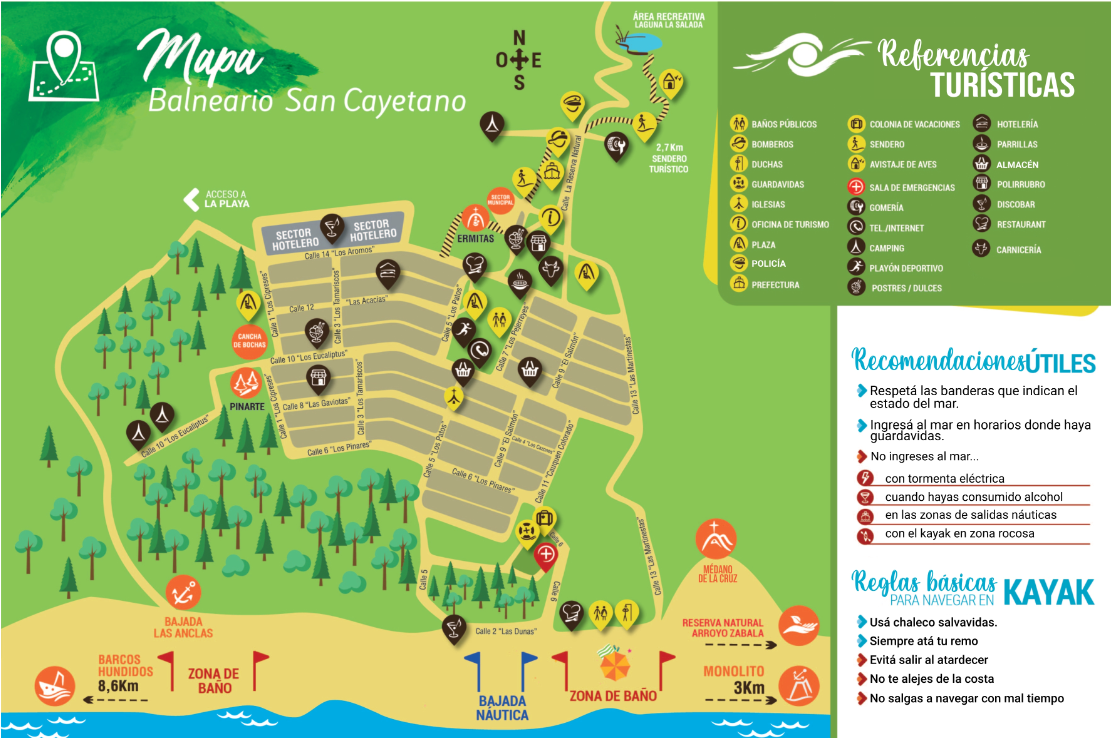 Mapa
Balneario San Cayetano
N
O E
S
ÁREA RECREATIVA
LAGUNA LA SALADA
2,7Km
SENDERO
TURÍSTICO
Calle La Reserva Natural
SECTOR
MUNICIPAL
ERMITAS
ACCESO A
LA PLAYA
SECTOR
HOTELERO
SECTOR
HOTELERO
Calle 14 "Los Aromos"
Calle 1 "Los Cipreses"
Calle 3 "Los Tamariscos"
Calle 12
"Las Acacias"
Calle 5 "Los Patos"
Calle 7 "Los Pejerreyes"
Calle 9 "El Salmón"
Calle 13 "Las Martinestas"
CANCHA
DE BOCHAS
Calle 10 "Los Eucaliptus"
PINARTE
Calle 1 "Los Cipreses"
Calle 8 "Las Gaviotas"
Calle 3 "Los Tamariscos"
Calle 10 "Los Eucaliptus"
Calle 6 "Los Pinares"
Calle 5 "Los Patos"
Calle 9 "El Salmón"
Calle 11 "Cauquen Colorado"
Calle 6 "Los Pinares"
Calle 5
Calle 6
Calle 13 "Las Martinestas"
Calle 2 "Las Dunas"
MÉDANO
DE LA CRUZ
BAJADA
LAS ANCLAS
BARCOS
HUNDIDOS
8,6Km
ZONA DE
BAÑO
BAJADA
NÁUTICA
ZONA DE BAÑO
RESERVA NATURAL
ARROYO ZABALA
MONOLITO
3Km
Referencias
TURÍSTICAS
BAÑOS PÚBLICOS
BOMBEROS
DUCHAS
GUARDAVIDAS
IGLESIAS
OFICINA DE TURISMO
PLAZA
POLICÍA
PREFECTURA
COLONIA DE VACACIONES
SENDERO
AVISTAJE DE AVES
SALA DE EMERGENCIAS
GOMERÍA
TEL./INTERNET
CAMPING
PLAYÓN DEPORTIVO
POSTRES / DULCES
HOTELERÍA
PARRILLAS
ALMACÉN
POLIRRUBRO
DISCOBAR
RESTAURANT
CARNICERÍA
Recomendaciones ÚTILES
Respetá las banderas que indican el
estado del mar.
Ingresá al mar en horarios donde haya
guardavidas.
No ingreses al mar...
con tormenta eléctrica
cuando hayas consumido alcohol
en las zonas de salidas náuticas
con el kayak en zona rocosa
Reglas básicas
PARA NAVEGAR EN KAYAK
Usá chaleco salvavidas.
Siempre atá tu remo
Evitá salir al atardecer
No te alejes de la costa
No salgas a navegar con mal tiempo